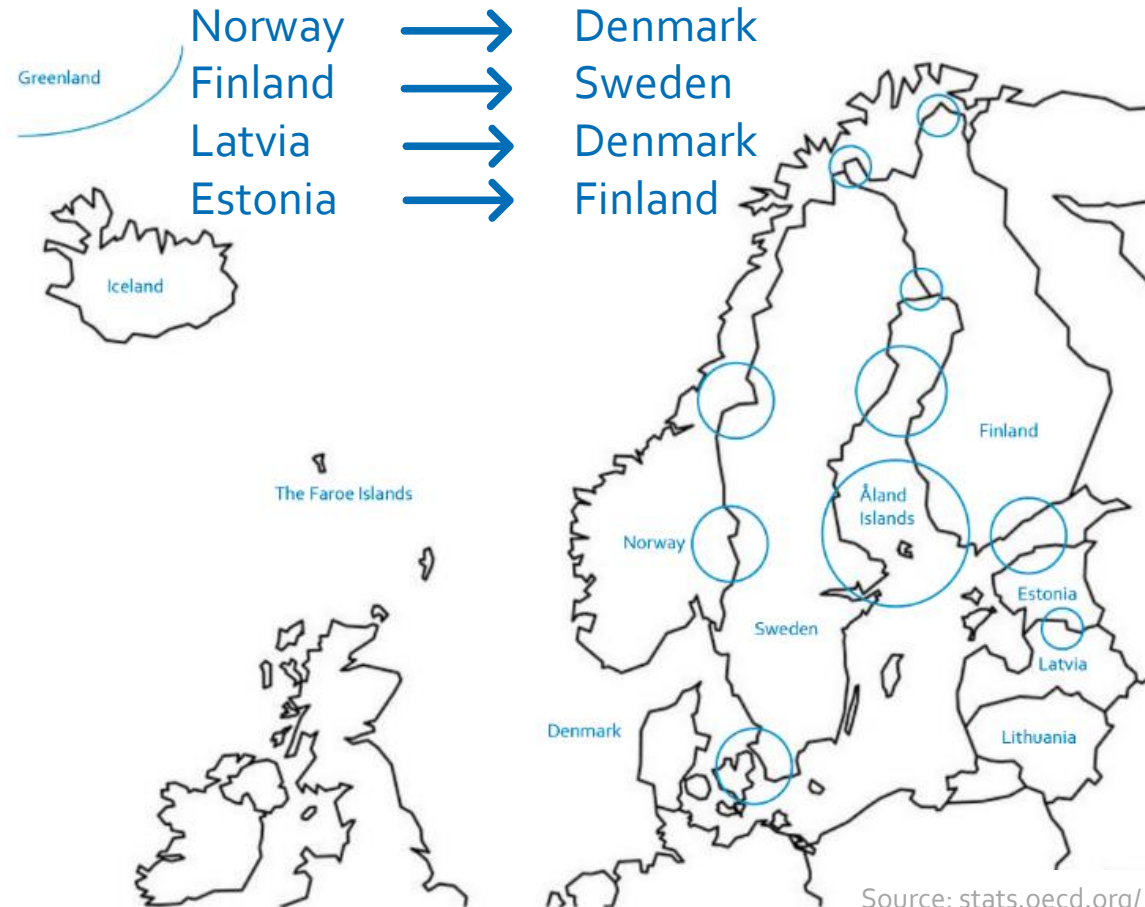 Norway → Denmark
Finland → Sweden
Latvia → Denmark
Estonia → Finland
Greenland
Iceland
The Faroe Islands
Finland
Åland
Islands
Norway
Estonia
Sweden
Latvia
Denmark
Lithuania
Source: stats.oecd.org/